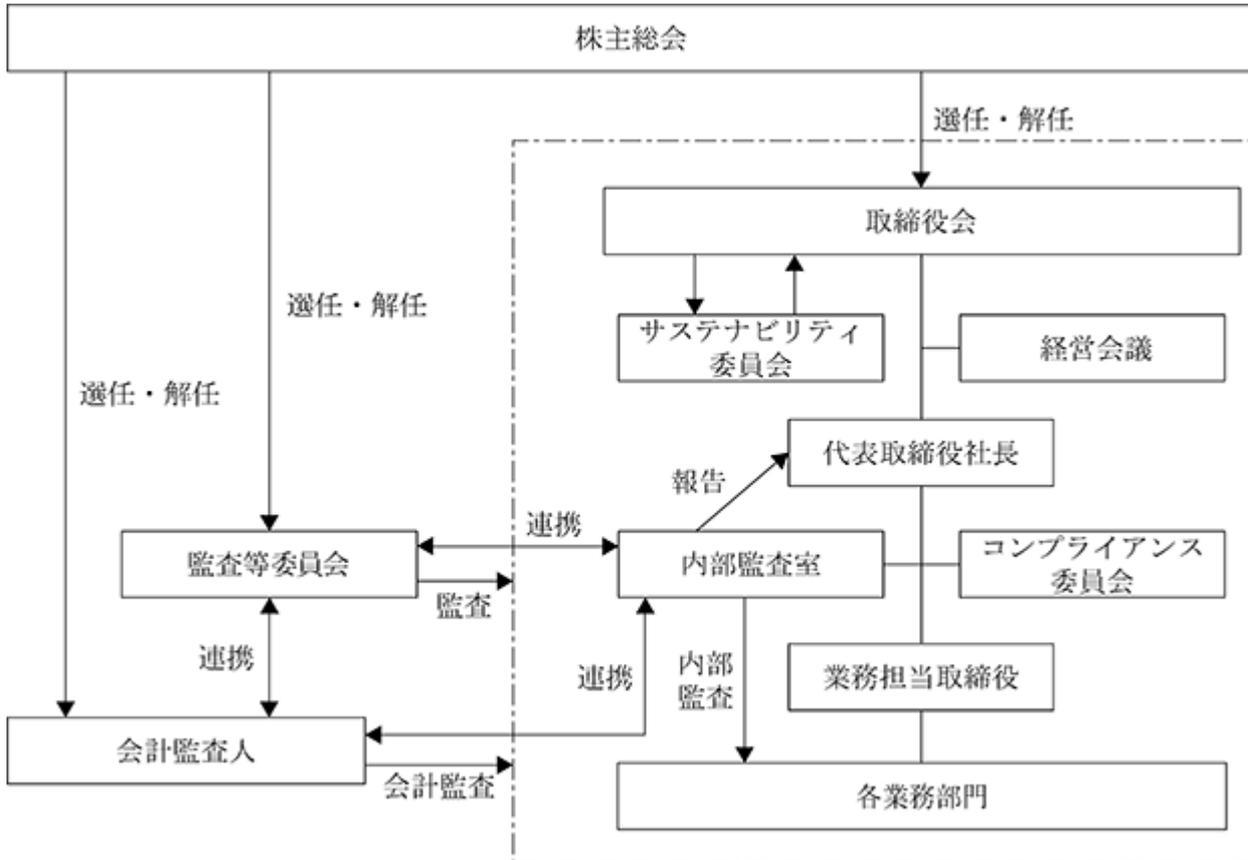 株主総会
選任・解任
取締役会
選任・解任
サステナビリティ
委員会
経営会議
選任・解任
代表取締役社長
報告
連携
監査等委員会
内部監査室
コンプライアンス
委員会
監査
連携
連携
内部
監査
業務担当取締役
会計監査人
会計監査
各業務部門